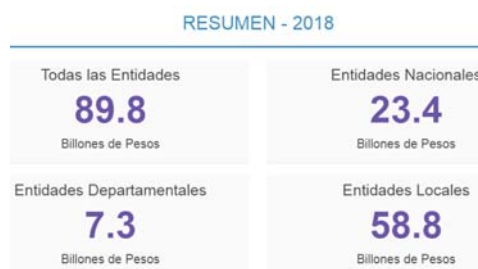 RESUMEN - 2018
Todas las Entidades
89.8
Billones de Pesos
Entidades Nacionales
23.4
Billones de Pesos
Entidades Departamentales
7.3
Billones de Pesos
Entidades Locales
58.8
Billones de Pesos